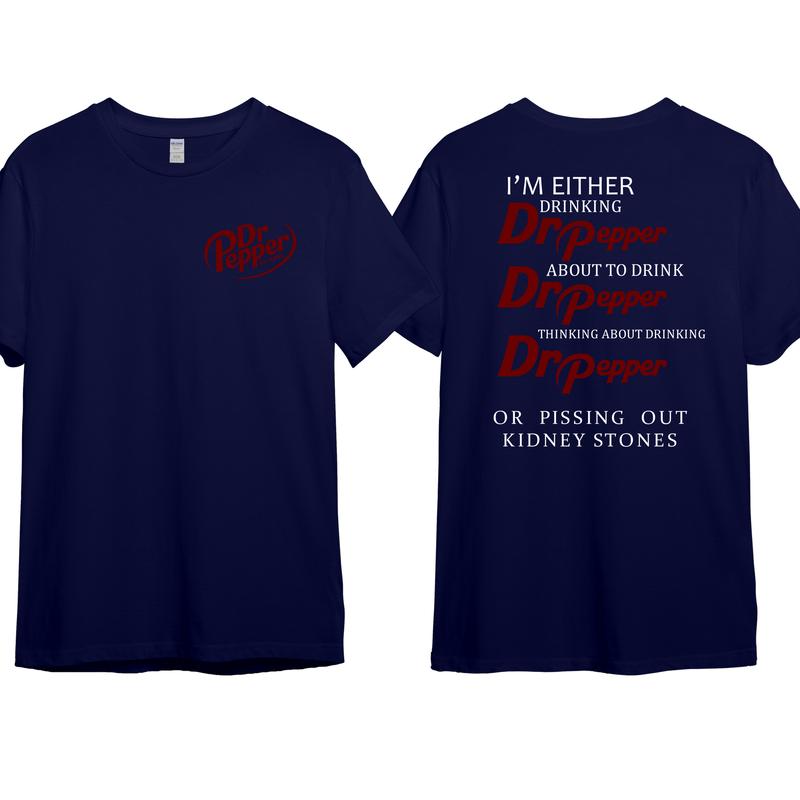 Dr
Pepper
I'M EITHER
DRINKING
Dr Pepper
ABOUT TO DRINK
Dr Pepper
THINKING ABOUT DRINKING
Dr Pepper
OR PISSING OUT
KIDNEY STONES